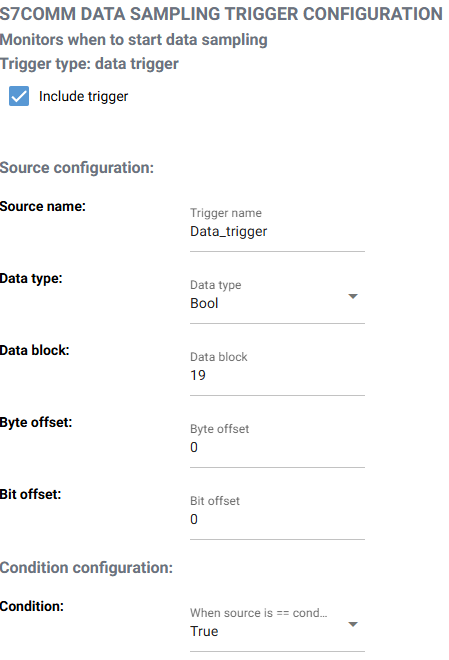 S7COMM DATA SAMPLING TRIGGER CONFIGURATION
Monitors when to start data sampling
Trigger type: data trigger
Include trigger
Source configuration:
Source name:
Trigger name
Data_trigger
Data type:
Data type
Bool
Data block:
Data block
19
Byte offset:
Byte offset
0
Bit offset:
Bit offset
0
Condition configuration:
Condition:
When source is == cond...
True